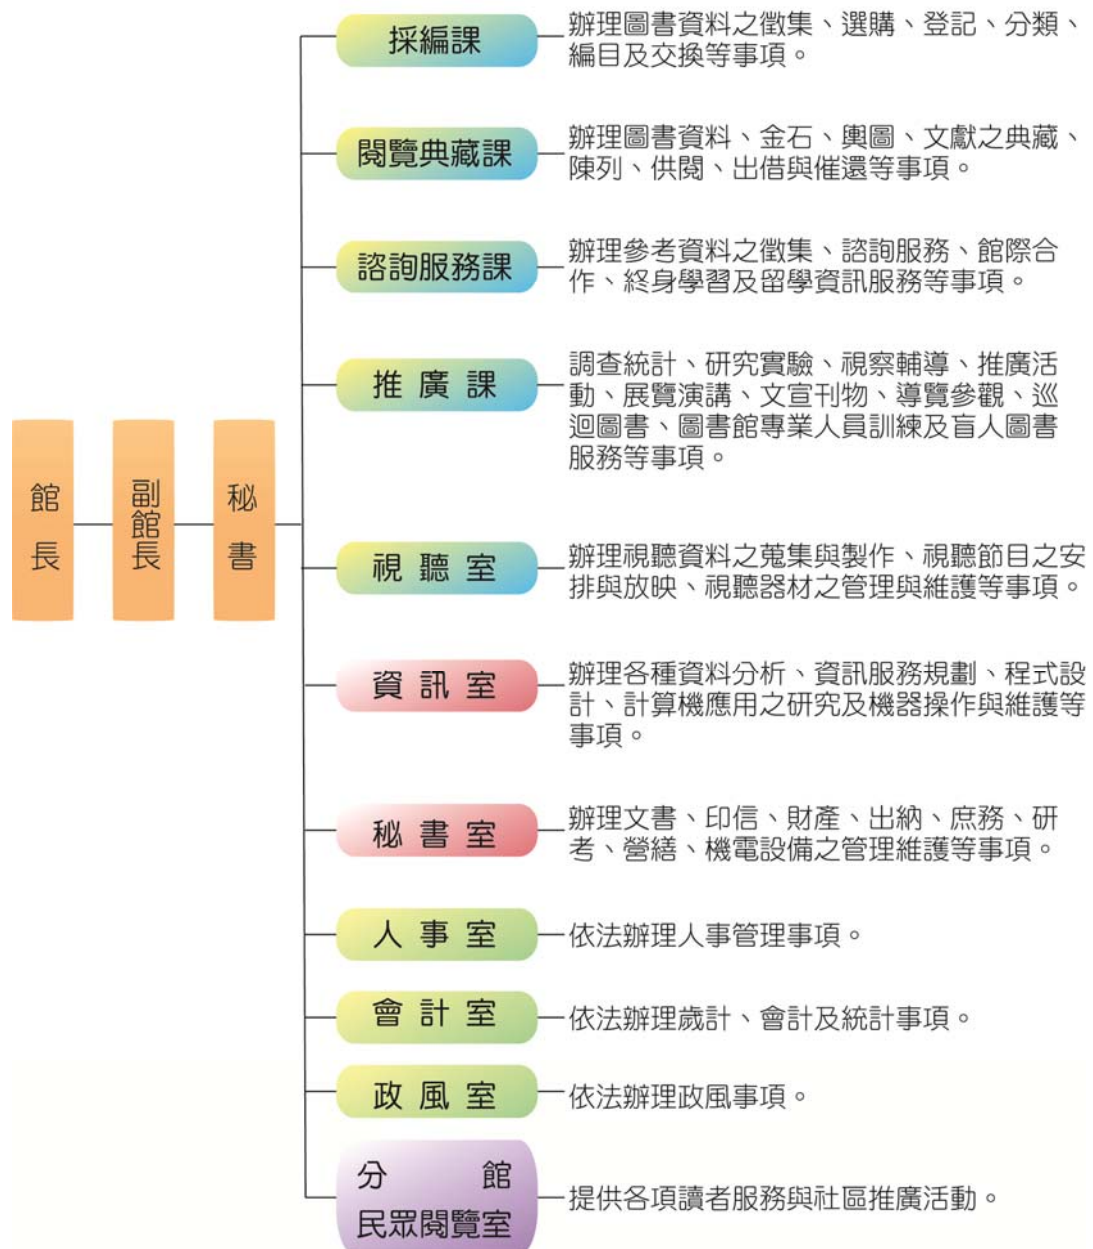 館長
副館長
秘書
採編課
辦理圖書資料之徵集、選購、登記、分類、
編目及交換等事項。
閱覽典藏課
辦理圖書資料、金石、輿圖、文獻之典藏、
陳列、供閱、出借與催還等事項。
諮詢服務課
辦理參考資料之徵集、諮詢服務、館際合
作、終身學習及留學資訊服務等事項。
推廣課
調查統計、研究實驗、視察輔導、推廣活
動、展覽演講、文宣刊物、導覽參觀、巡
迴圖書、圖書館專業人員訓練及盲人圖書
服務等事項。
視聽室
辦理視聽資料之蒐集與製作、視聽節目之安
排與放映、視聽器材之管理與維護等事項。
資訊室
辦理各種資料分析、資訊服務規劃、程式設
計、計算機應用之研究及機器操作與維護等
事項。
秘書室
辦理文書、印信、財產、出納、庶務、研
考、營繕、機電設備之管理維護等事項。
人事室
依法辦理人事管理事項。
會計室
依法辦理歲計、會計及統計事項。
政風室
依法辦理政風事項。
分館
民眾閱覽室
提供各項讀者服務與社區推廣活動。